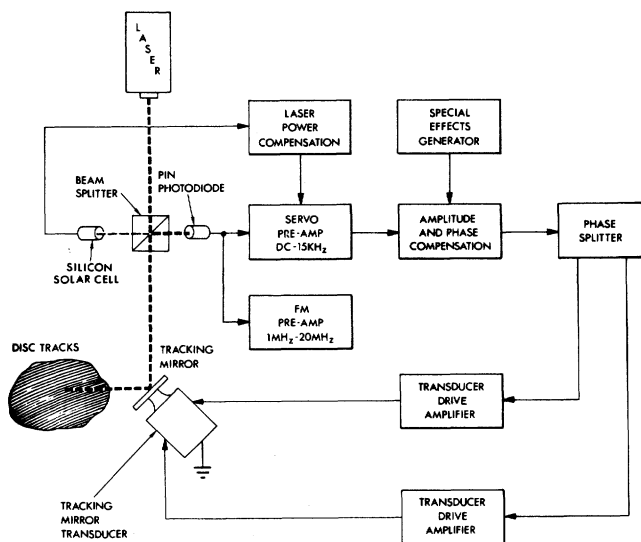 LASER
LASER
POWER
COMPENSATION
SPECIAL
EFFECTS
GENERATOR
BEAM
SPLITTER
PIN
PHOTODIODE
SERVO
PRE-AMP
DC-15KHz
AMPLITUDE
AND PHASE
COMPENSATION
PHASE
SPLITTER
SILICON
SOLAR CELL
FM
PRE-AMP
1MHz-20MHz
DISC TRACKS
TRACKING
MIRROR
TRANSDUCER
DRIVE
AMPLIFIER
TRACKING
MIRROR
TRANSDUCER
TRANSDUCER
DRIVE
AMPLIFIER